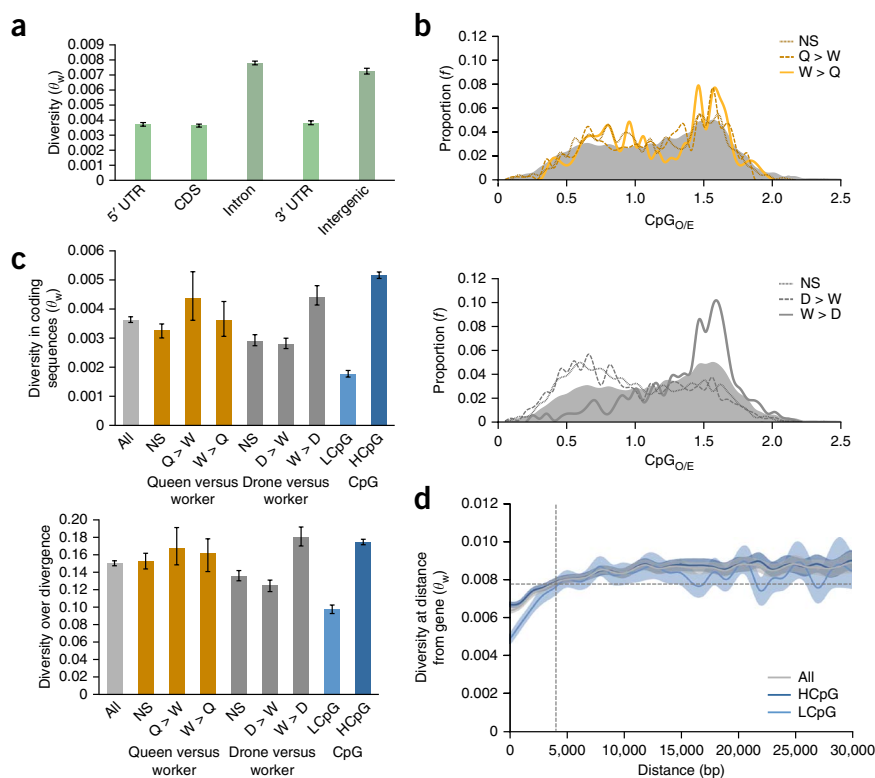 a
Diversity (θw)
0.009
0.008
0.007
0.006
0.005
0.004
0.003
0.002
0.001
0
5′ UTR
CDS
Intron
3′ UTR
Intergenic
b
Proportion (f)
0.12
0.10
0.08
0.06
0.04
0.02
0
NS
Q > W
W > Q
0 0.5 1.0 1.5 2.0 2.5
CpGO/E
Proportion (f)
0.12
0.10
0.08
0.06
0.04
0.02
0
NS
D > W
W > D
0 0.5 1.0 1.5 2.0 2.5
CpGO/E
c
Diversity in coding
sequences (θw)
0.006
0.005
0.004
0.003
0.002
0.001
0
All
NS
Q > W
W > Q
NS
D > W
W > D
LCpG
HCpG
Queen versus Drone versus CpG
worker worker
Diversity over divergence
0.20
0.18
0.16
0.14
0.12
0.10
0.08
0.06
0.04
0.02
0
All
NS
Q > W
W > Q
NS
D > W
W > D
LCpG
HCpG
Queen versus Drone versus CpG
worker worker
d
Diversity at distance
from gene (θw)
0.012
0.010
0.008
0.006
0.004
0.002
0.000
All
HCpG
LCpG
0 5,000 10,000 15,000 20,000 25,000 30,000
Distance (bp)